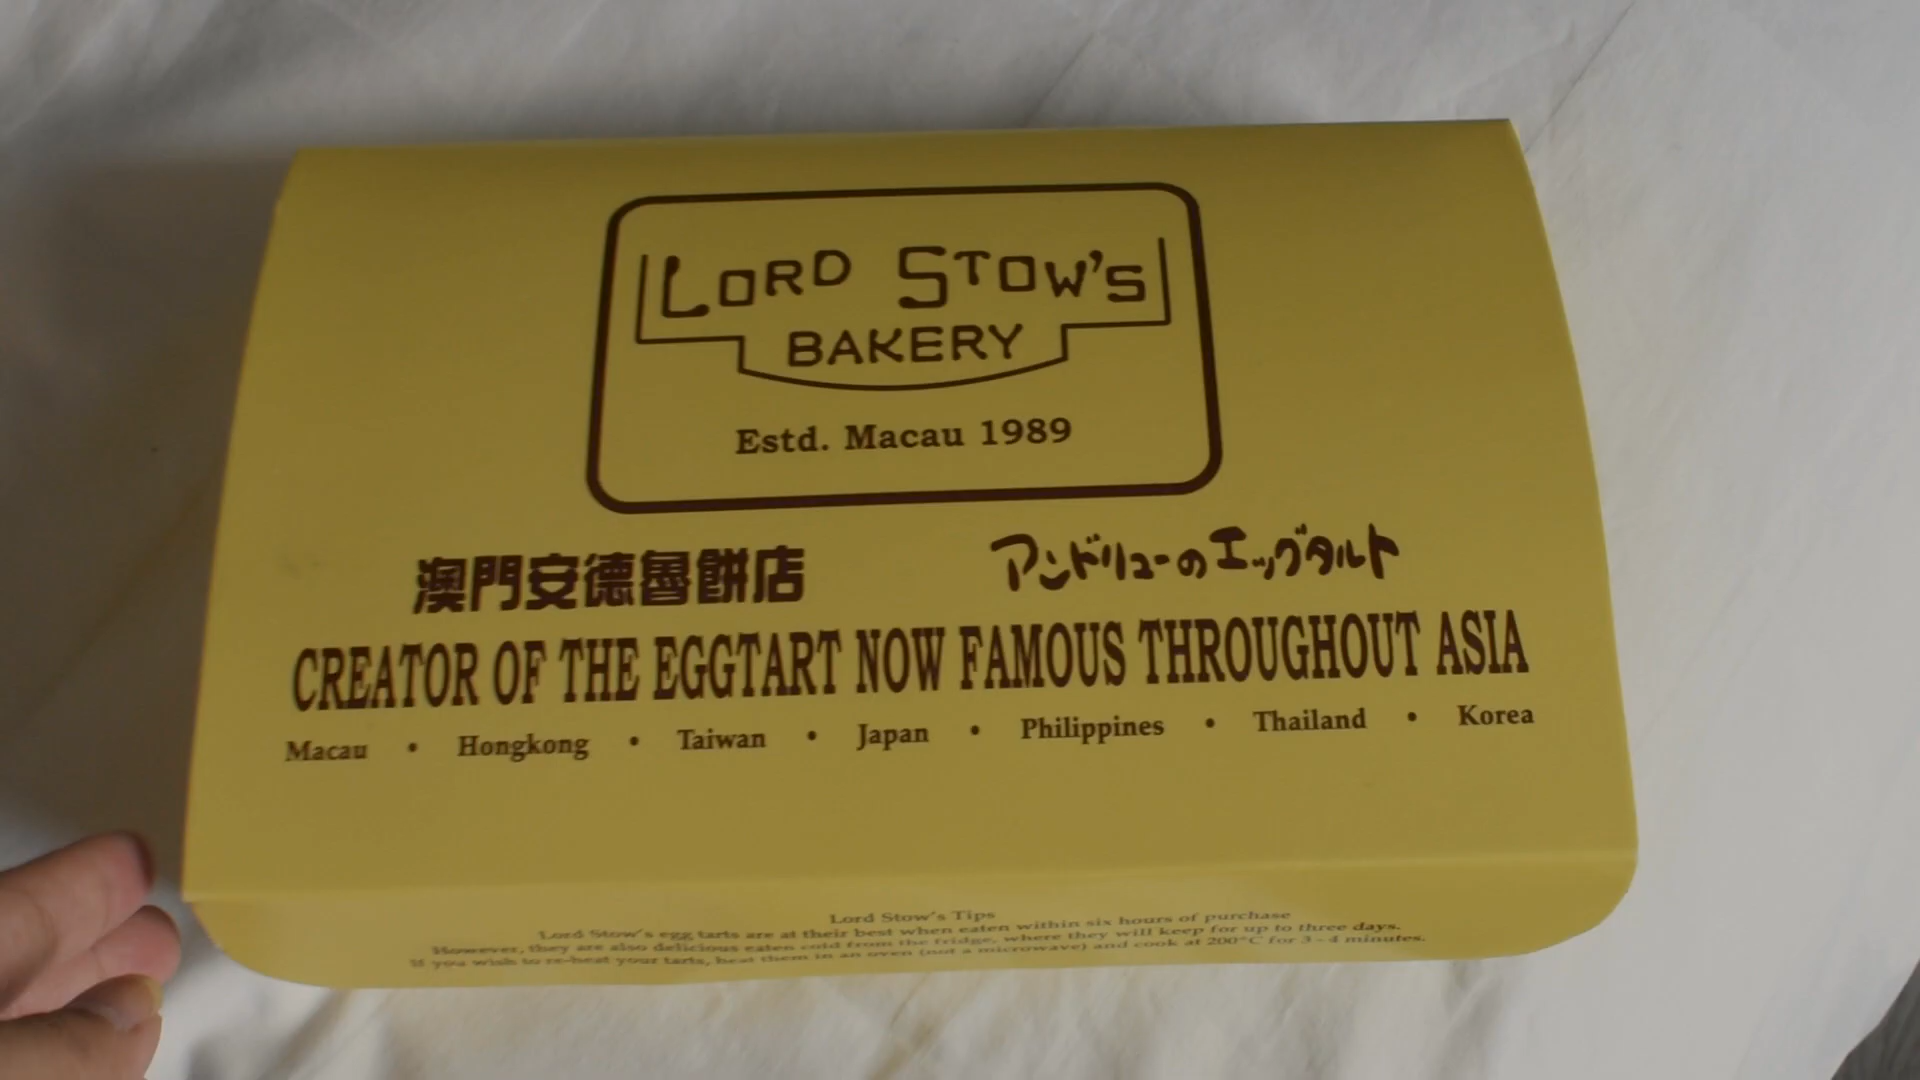 LORD STOW'S
BAKERY
Estd. Macau 1989
澳門安德魯餅店
アンドリューのエッグタルト
CREATOR OF THE EGGTART NOW FAMOUS THROUGHOUT ASIA
Macau • Hongkong • Taiwan • Japan • Philippines • Thailand • Korea
Lord Stow's Tips
Lord Stow's egg tarts are at their best when eaten within six hours of purchase
However, they are also delicious eaten cold from the fridge, where they will keep for up to three days.
If you wish to re-heat your tarts, heat them in an oven (not a microwave) and cook at 200°C for 3-4 minutes.